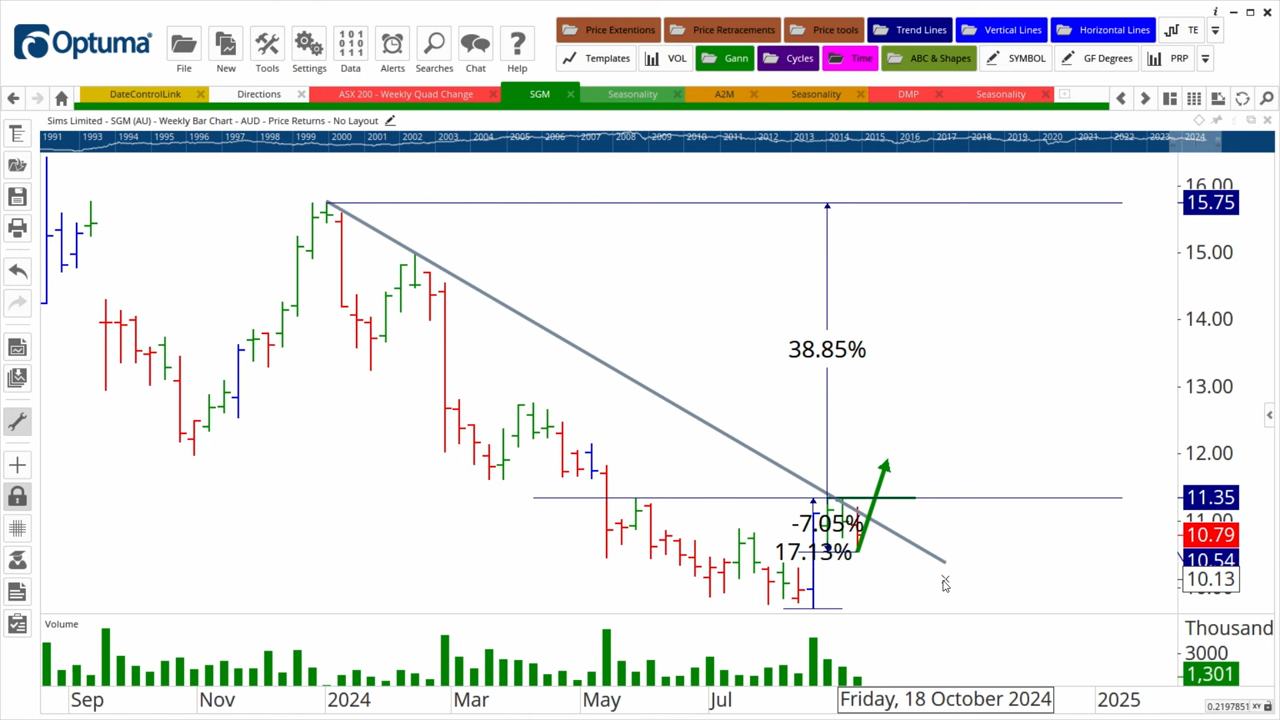 Optuma
File
New
Tools
Settings
Data
Alerts
Searches
Chat
Help
Price Extentions
Price Retracements
Price tools
Trend Lines
Vertical Lines
Horizontal Lines
TE
Templates
VOL
Gann
Cycles
Time
ABC & Shapes
SYMBOL
GF Degrees
PRP
DateControlLink
Directions
ASX 200 - Weekly Quad Change
SGM
Seasonality
A2M
Seasonality
DMP
Seasonality
Sims Limited - SGM (AU) - Weekly Bar Chart - AUD - Price Returns - No Layout
1991 1993 1994 1995 1996 1997 1998 1999 2000 2001 2002 2003 2004 2005 2006 2007 2008 2009 2010 2011 2012 2013 2014 2015 2016 2017 2018 2019 2020 2021 2022 2023 2024
16.00
15.75
15.00
14.00
38.85%
13.00
12.00
11.35
11.00
-7.05%
10.79
17.13%
10.54
10.13
Volume
Thousand
3000
1,301
Sep
Nov
2024
Mar
May
Jul
Friday, 18 October 2024
2025
0.2197851 XY